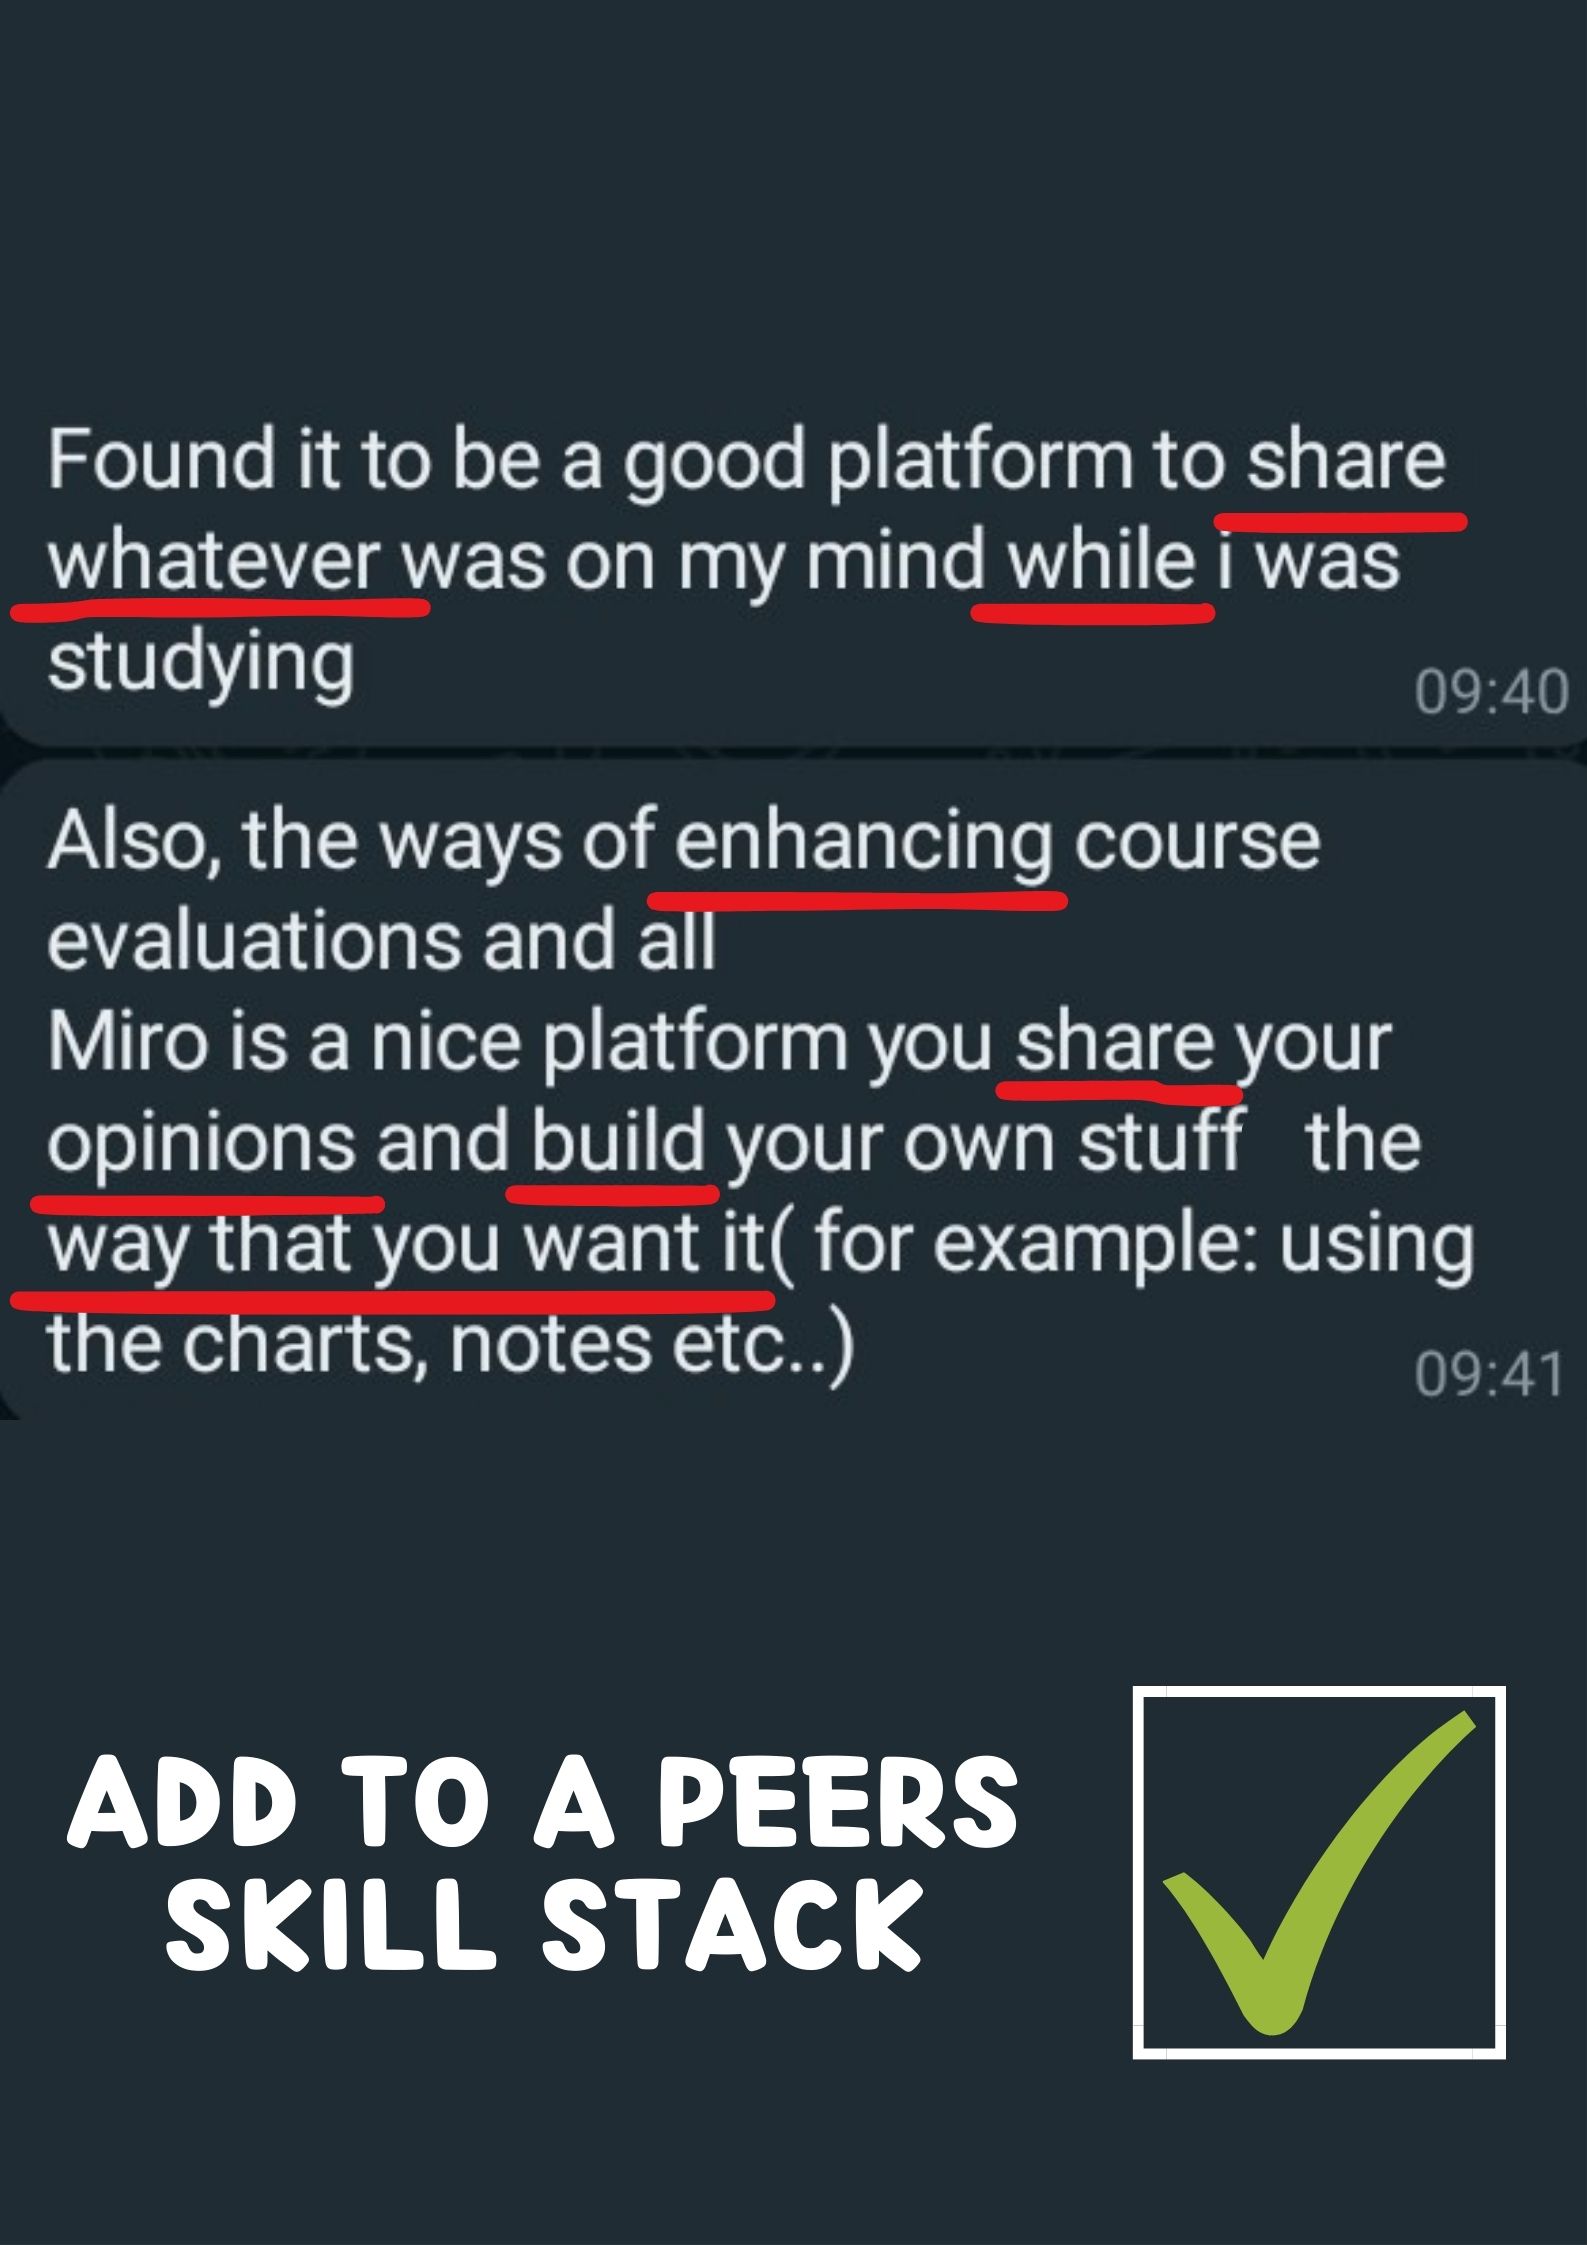 Found it to be a good platform to share
whatever was on my mind while i was
studying
09:40
Also, the ways of enhancing course
evaluations and all
Miro is a nice platform you share your
opinions and build your own stuff   the
way that you want it( for example: using
the charts, notes etc..)
09:41
ADD TO A PEERS
SKILL STACK